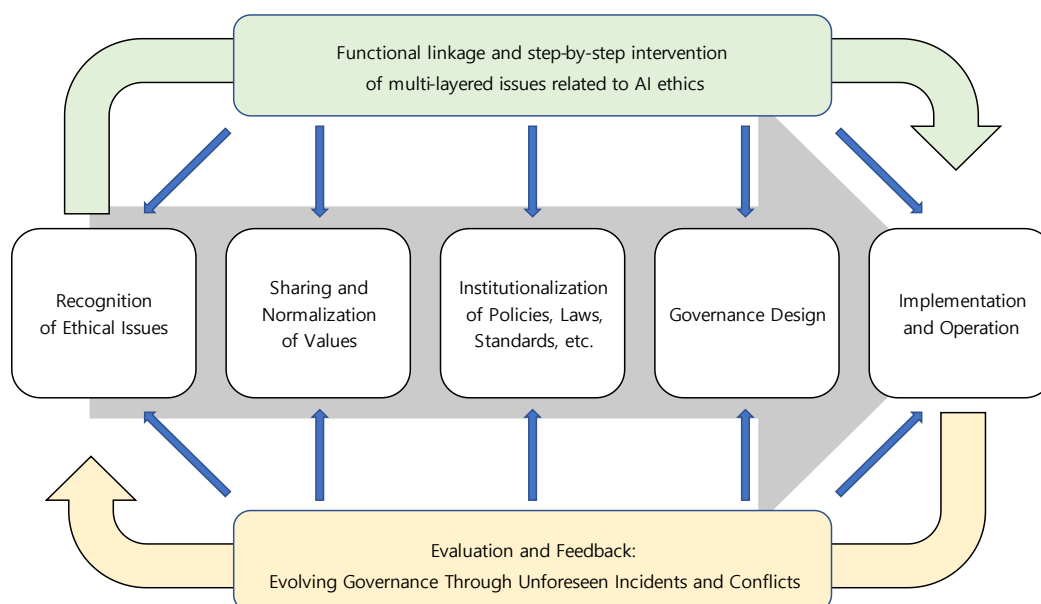 Functional linkage and step-by-step intervention
of multi-layered issues related to AI ethics
Recognition
of Ethical Issues
Sharing and
Normalization
of Values
Institutionalization
of Policies, Laws,
Standards, etc.
Governance Design
Implementation
and Operation
Evaluation and Feedback:
Evolving Governance Through Unforeseen Incidents and Conflicts